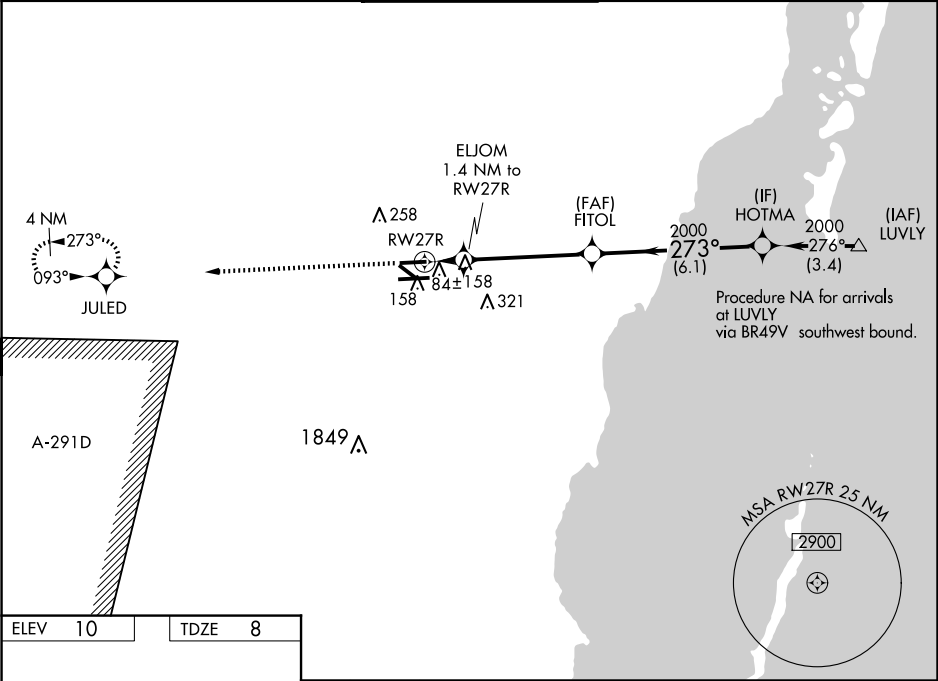 ELJOM
1.4 NM to
RW27R
(FAF)
FITOL
(IF)
HOTMA
(IAF)
LUVLY
4 NM
273°
093°
JULED
258
RW27R
2000
273°
(6.1)
2000
276°
(3.4)
158
84±
158
321
Procedure NA for arrivals
at LUVLY
via BR49V southwest bound.
A-291D
1849
MSA RW27R 25 NM
2900
ELEV 10
TDZE 8